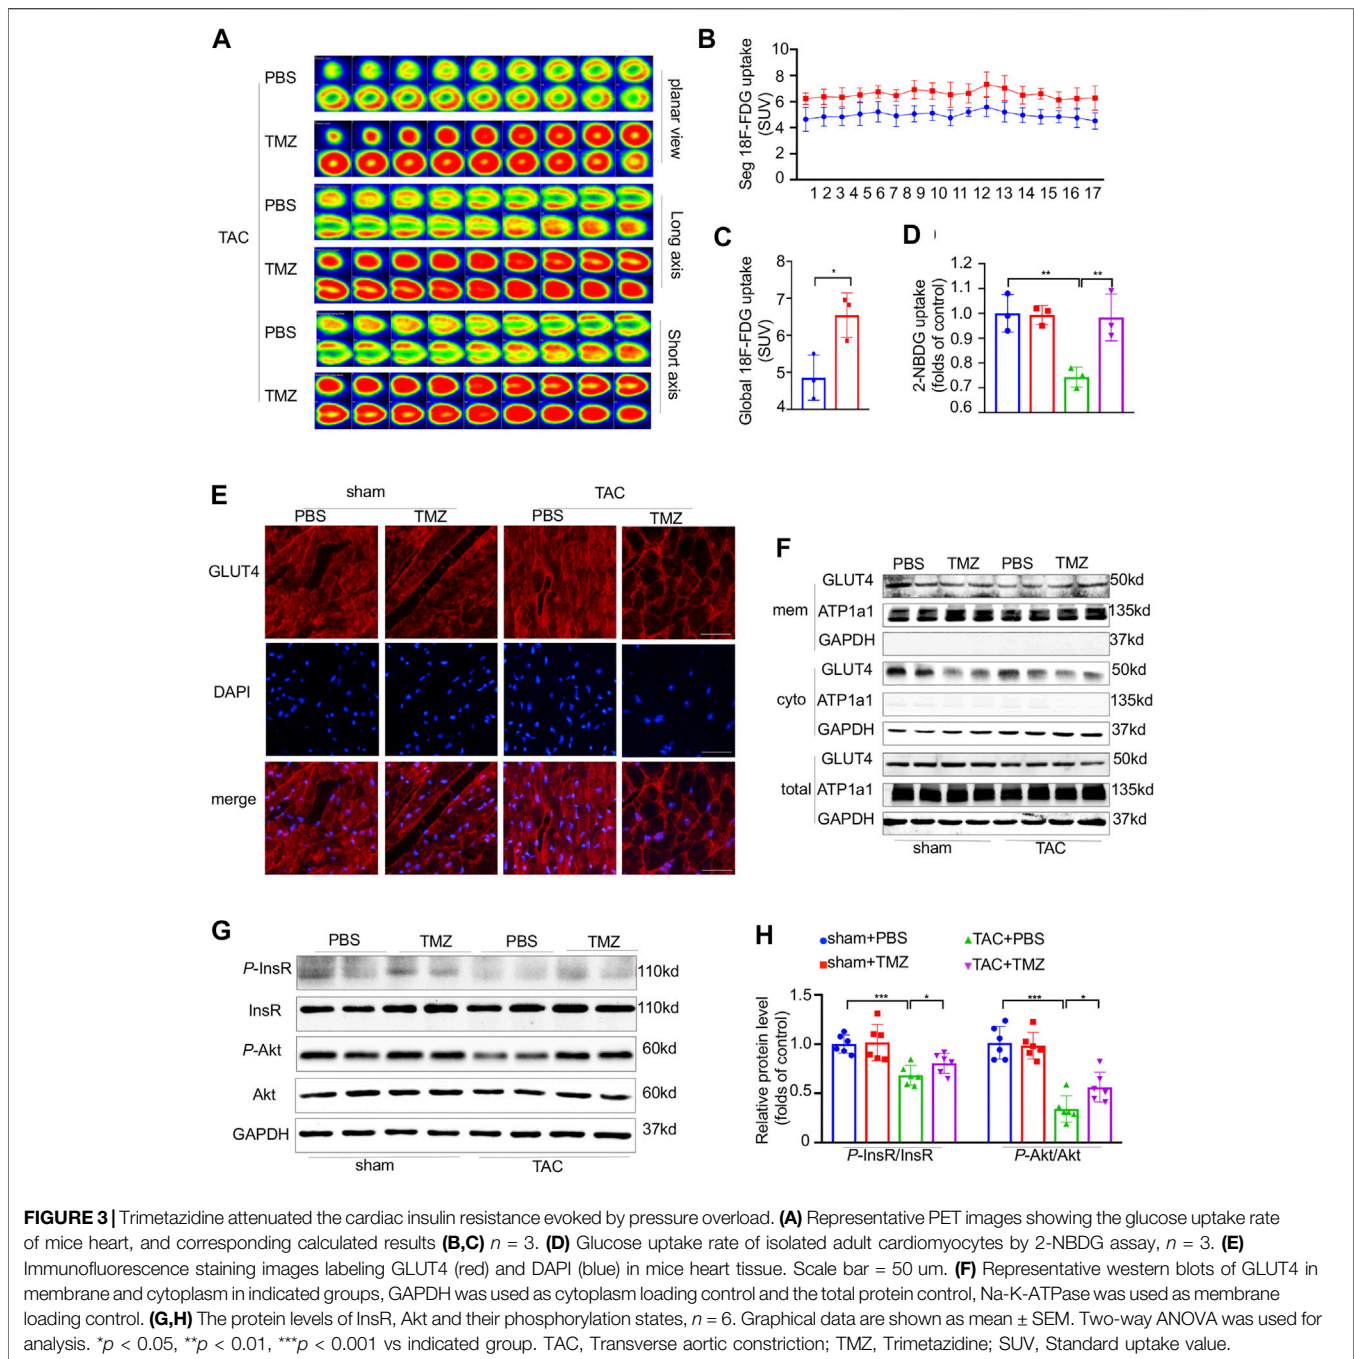 A
PBS
TMZ
planar view
PBS
TMZ
Long axis
PBS
TMZ
Short axis
TAC
B
Seg 18F-FDG uptake
(SUV)
10
8
6
4
2
0
1 2 3 4 5 6 7 8 9 10 11 12 13 14 15 16 17
C
Global 18F-FDG uptake
(SUV)
8
7
6
5
4
*
D )
2-NBDG uptake
(folds of control)
1.2
1.1
1.0
0.9
0.8
0.7
0.6
** **
E
sham TAC
PBS TMZ PBS TMZ
GLUT4
DAPI
merge
F
PBS TMZ PBS TMZ
mem
GLUT4 50kd
ATP1a1 135kd
GAPDH 37kd
cyto
GLUT4 50kd
ATP1a1 135kd
GAPDH 37kd
total
GLUT4 50kd
ATP1a1 135kd
GAPDH 37kd
sham TAC
G
PBS TMZ PBS TMZ
P-InsR 110kd
InsR 110kd
P-Akt 60kd
Akt 60kd
GAPDH 37kd
sham TAC
H
sham+PBS TAC+PBS
sham+TMZ TAC+TMZ
Relative protein level
(folds of control)
1.5
1.0
0.5
0
*** * *** *
P-InsR/InsR P-Akt/Akt
FIGURE 3 | Trimetazidine attenuated the cardiac insulin resistance evoked by pressure overload. (A) Representative PET images showing the glucose uptake rate
of mice heart, and corresponding calculated results (B,C) n = 3. (D) Glucose uptake rate of isolated adult cardiomyocytes by 2-NBDG assay, n = 3. (E)
Immunofluorescence staining images labeling GLUT4 (red) and DAPI (blue) in mice heart tissue. Scale bar = 50 um. (F) Representative western blots of GLUT4 in
membrane and cytoplasm in indicated groups, GAPDH was used as cytoplasm loading control and the total protein control, Na-K-ATPase was used as membrane
loading control. (G,H) The protein levels of InsR, Akt and their phosphorylation states, n = 6. Graphical data are shown as mean ± SEM. Two-way ANOVA was used for
analysis. *p < 0.05, **p < 0.01, ***p < 0.001 vs indicated group. TAC, Transverse aortic constriction; TMZ, Trimetazidine; SUV, Standard uptake value.